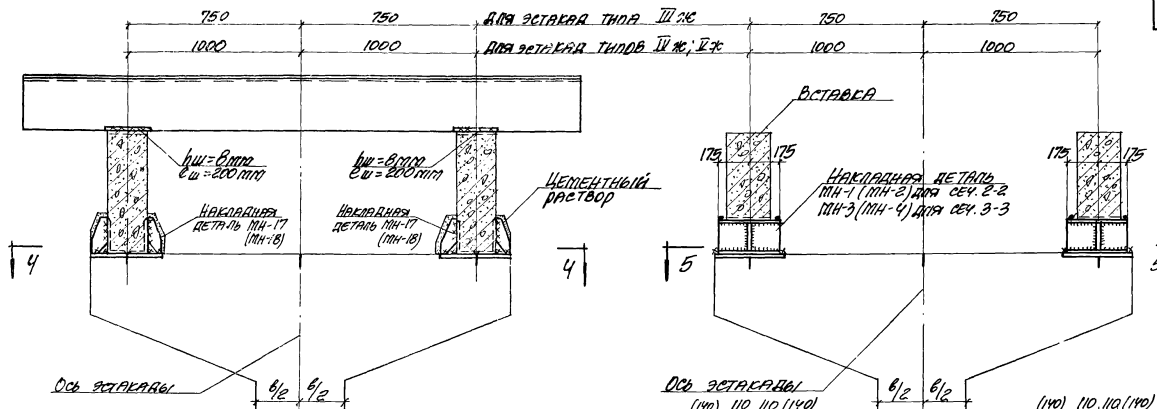 750 750 ДЛЯ ЭСТАКАД ТИПА III Ж 750 750
1000 1000 ДЛЯ ЭСТАКАД ТИПОВ IV Ж; V Ж 1000 1000
ВСТАВКА
hш=8мм
ℓш=200мм
hш=8мм
ℓш=200мм
175 175
175 175
НАКЛАДНАЯ ДЕТАЛЬ
МН-1 (МН-2) ДЛЯ СЕЧ. 2-2
МН-3 (МН-4) ДЛЯ СЕЧ. 3-3
ЦЕМЕНТНЫЙ
РАСТВОР
НАКЛАДНАЯ
ДЕТАЛЬ МН-17
(МН-18)
НАКЛАДНАЯ
ДЕТАЛЬ МН-17
(МН-18)
4 4 5 5
ОСЬ ЭСТАКАДЫ
в/2 в/2
ОСЬ ЭСТАКАДЫ
в/2 в/2
(140) 110 110 (140)
(140) 110 110 (140)